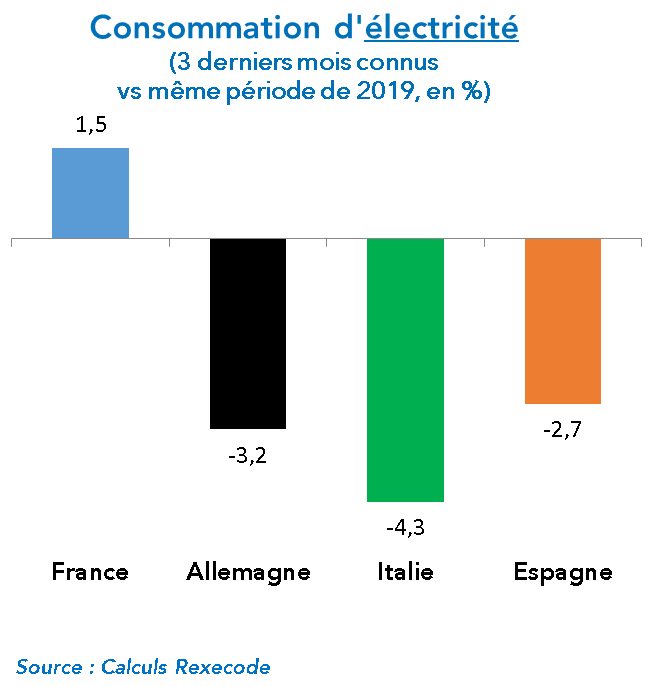 Consommation d'électricité
(3 derniers mois connus
vs même période de 2019, en %)
1,5
-3,2
-4,3
-2,7
France Allemagne Italie Espagne
Source : Calculs Rexecode